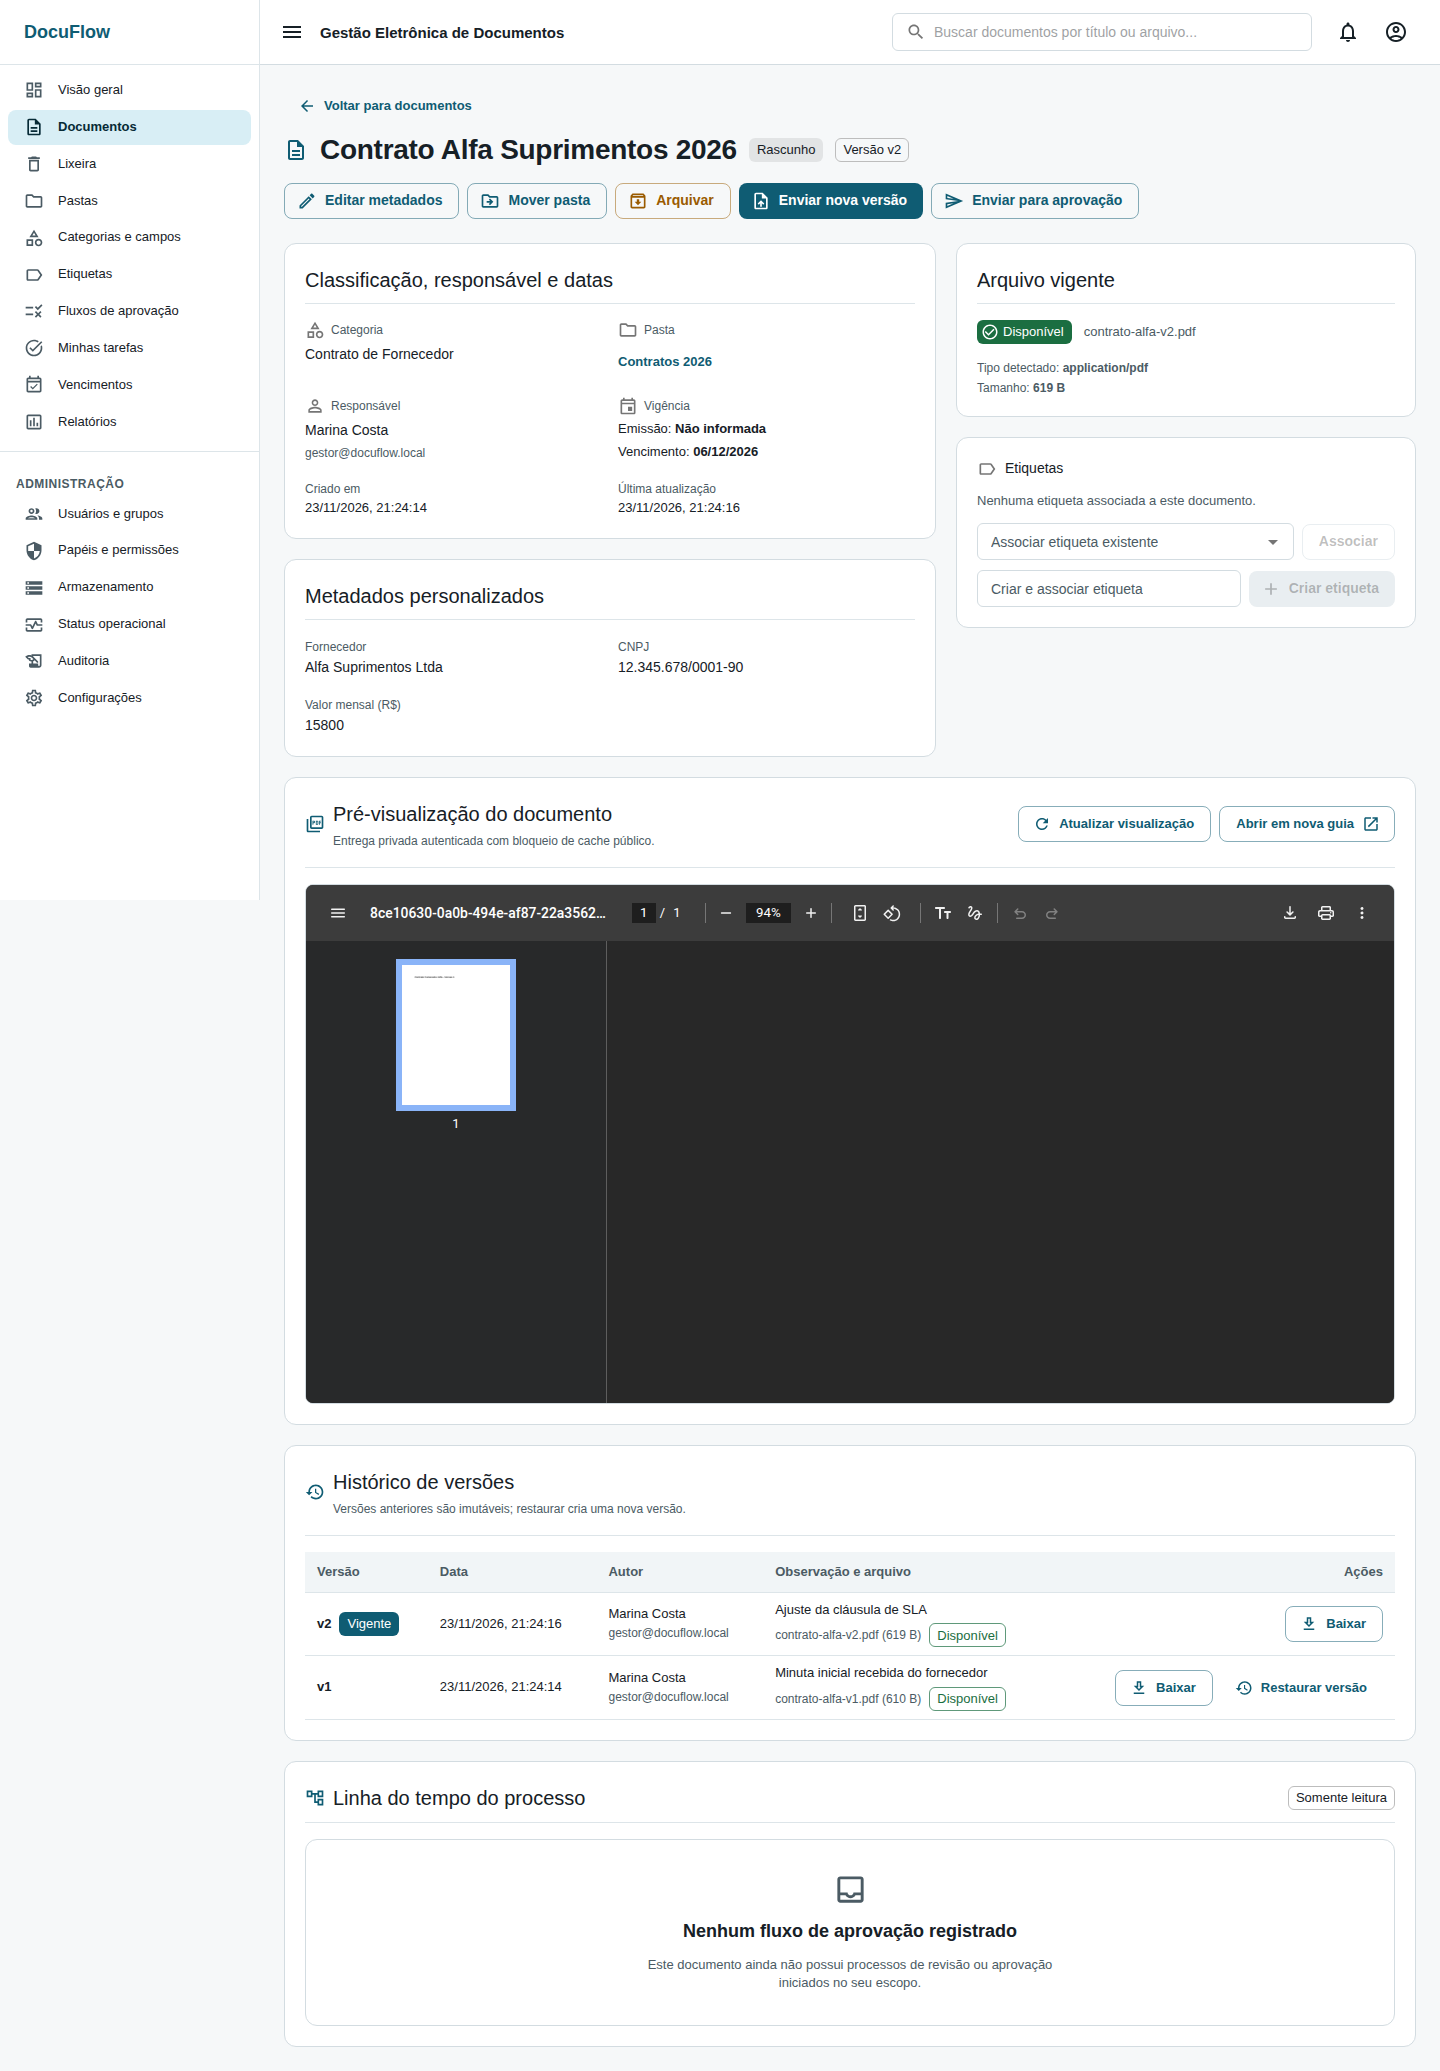 DocuFlow
Gestão Eletrônica de Documentos
Buscar documentos por título ou arquivo...
Visão geral
Documentos
Lixeira
Pastas
Categorias e campos
Etiquetas
Fluxos de aprovação
Minhas tarefas
Vencimentos
Relatórios
ADMINISTRAÇÃO
Usuários e grupos
Papéis e permissões
Armazenamento
Status operacional
Auditoria
Configurações
Voltar para documentos
Contrato Alfa Suprimentos 2026 Rascunho Versão v2
Editar metadados Mover pasta Arquivar Enviar nova versão Enviar para aprovação
Classificação, responsável e datas
Categoria Pasta
Contrato de Fornecedor Contratos 2026
Responsável Vigência
Marina Costa Emissão: Não informada
gestor@docuflow.local Vencimento: 06/12/2026
Criado em Última atualização
23/11/2026, 21:24:14 23/11/2026, 21:24:16
Arquivo vigente
Disponível contrato-alfa-v2.pdf
Tipo detectado: application/pdf
Tamanho: 619 B
Etiquetas
Nenhuma etiqueta associada a este documento.
Associar etiqueta existente Associar
Criar e associar etiqueta Criar etiqueta
Metadados personalizados
Fornecedor CNPJ
Alfa Suprimentos Ltda 12.345.678/0001-90
Valor mensal (R$)
15800
Pré-visualização do documento
Entrega privada autenticada com bloqueio de cache público.
Atualizar visualização Abrir em nova guia
8ce10630-0a0b-494e-af87-22a3562... 1 / 1 94%
1
Histórico de versões
Versões anteriores são imutáveis; restaurar cria uma nova versão.
Versão Data Autor Observação e arquivo Ações
v2 Vigente 23/11/2026, 21:24:16 Marina Costa Ajuste da cláusula de SLA Baixar
gestor@docuflow.local contrato-alfa-v2.pdf (619 B) Disponível
v1 23/11/2026, 21:24:14 Marina Costa Minuta inicial recebida do fornecedor Baixar Restaurar versão
gestor@docuflow.local contrato-alfa-v1.pdf (610 B) Disponível
Linha do tempo do processo Somente leitura
Nenhum fluxo de aprovação registrado
Este documento ainda não possui processos de revisão ou aprovação
iniciados no seu escopo.